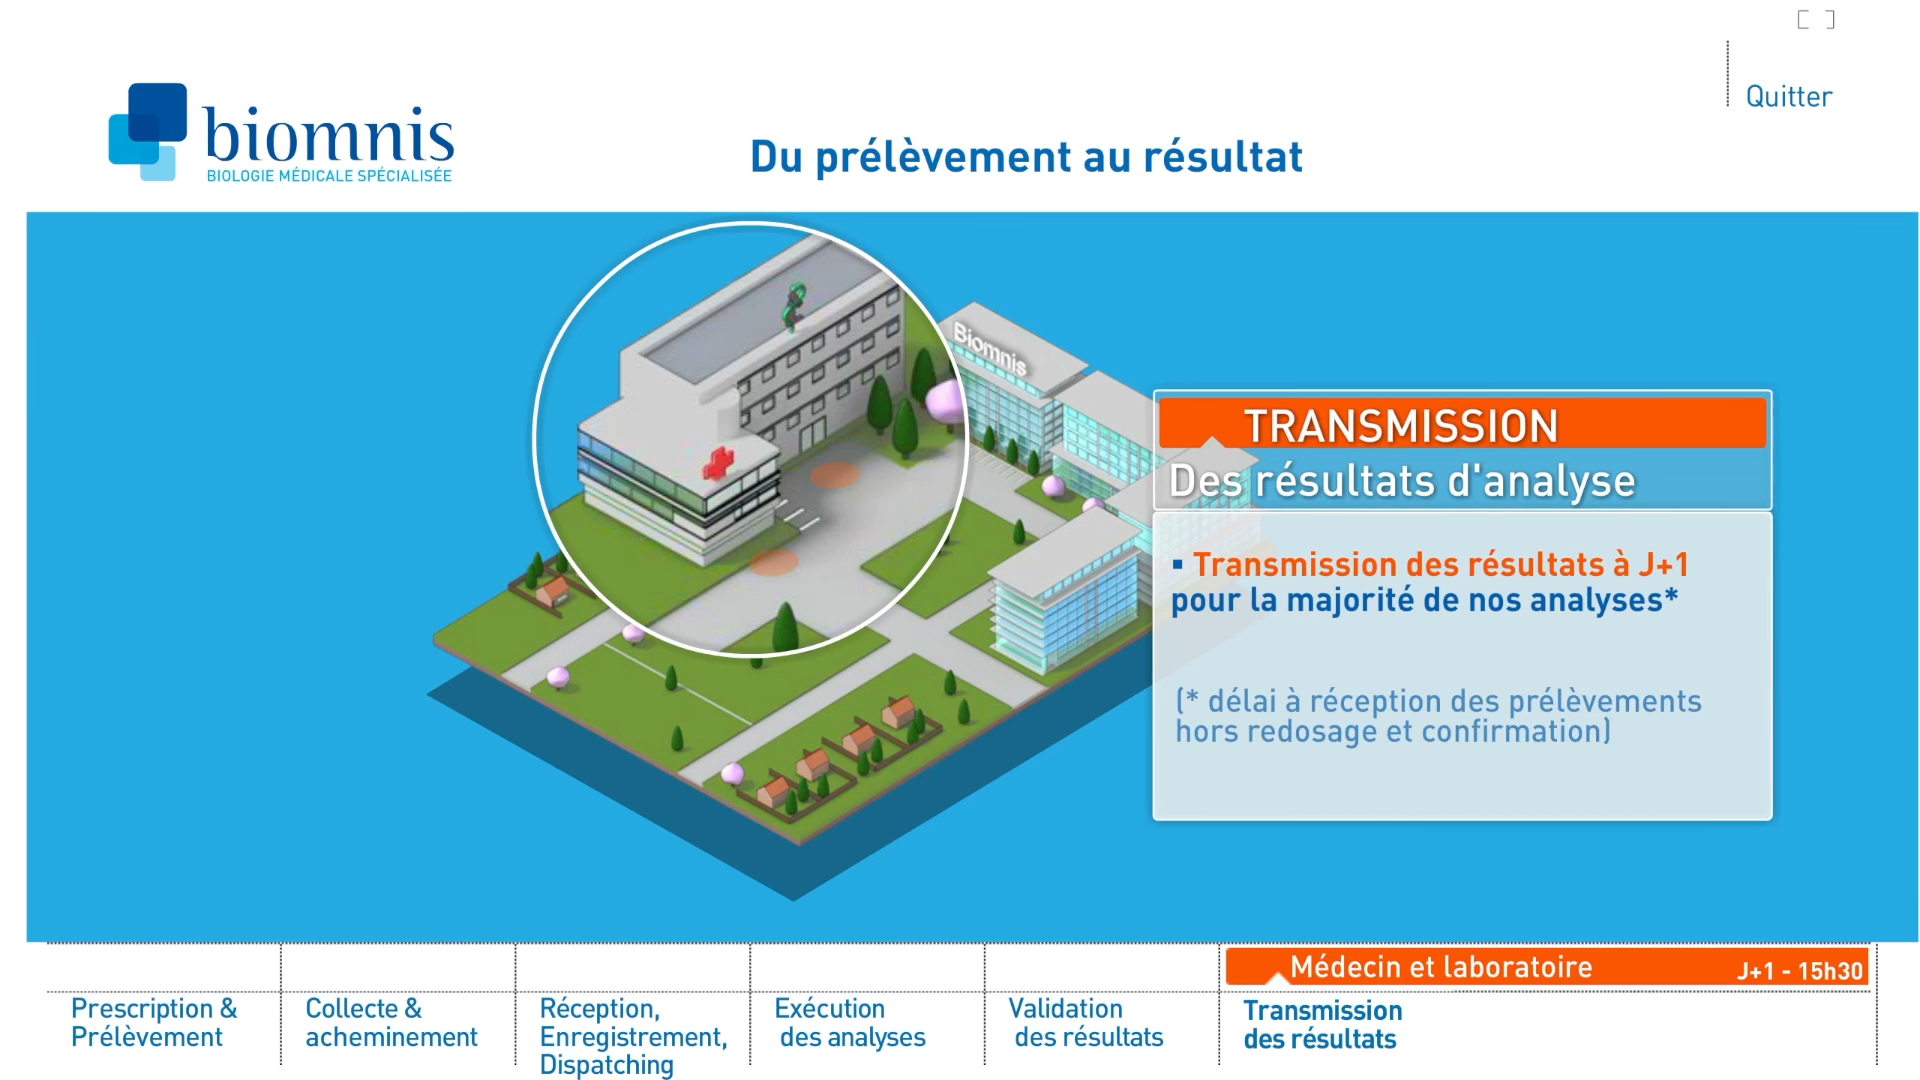 Quitter
biomnis
BIOLOGIE MÉDICALE SPÉCIALISÉE
Du prélèvement au résultat
Biomnis
TRANSMISSION
Des résultats d'analyse
▪ Transmission des résultats à J+1
pour la majorité de nos analyses*
(* délai à réception des prélèvements
hors redosage et confirmation)
Médecin et laboratoire
J+1 - 15h30
Prescription &
Prélèvement
Collecte &
acheminement
Réception,
Enregistrement,
Dispatching
Exécution
des analyses
Validation
des résultats
Transmission
des résultats